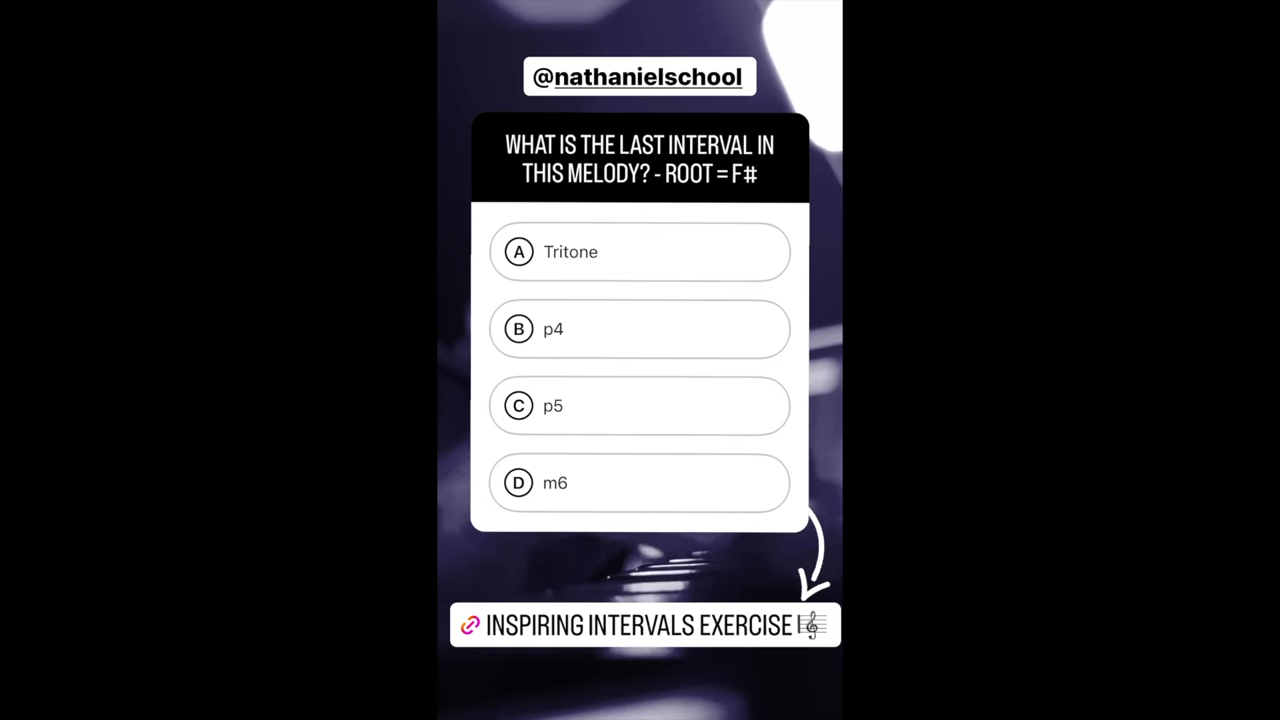 @nathanielschool
WHAT IS THE LAST INTERVAL IN
THIS MELODY? - ROOT = F#
A Tritone
B p4
C p5
D m6
INSPIRING INTERVALS EXERCISE